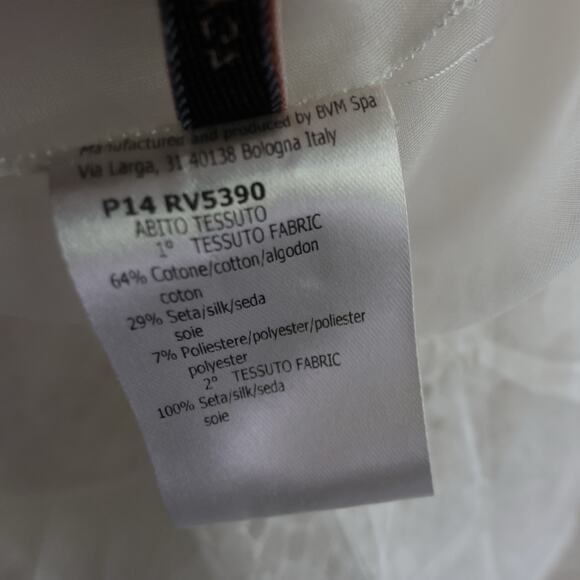 Manufactured and produced by BVM Spa
Via Larga, 31 40138 Bologna Italy
P14 RV5390
ABITO TESSUTO
1° TESSUTO FABRIC
64% Cotone/cotton/algodon
coton
29% Seta/silk/seda
soie
7% Poliestere/polyester/poliester
polyester
2° TESSUTO FABRIC
100% Seta/silk/seda
soie